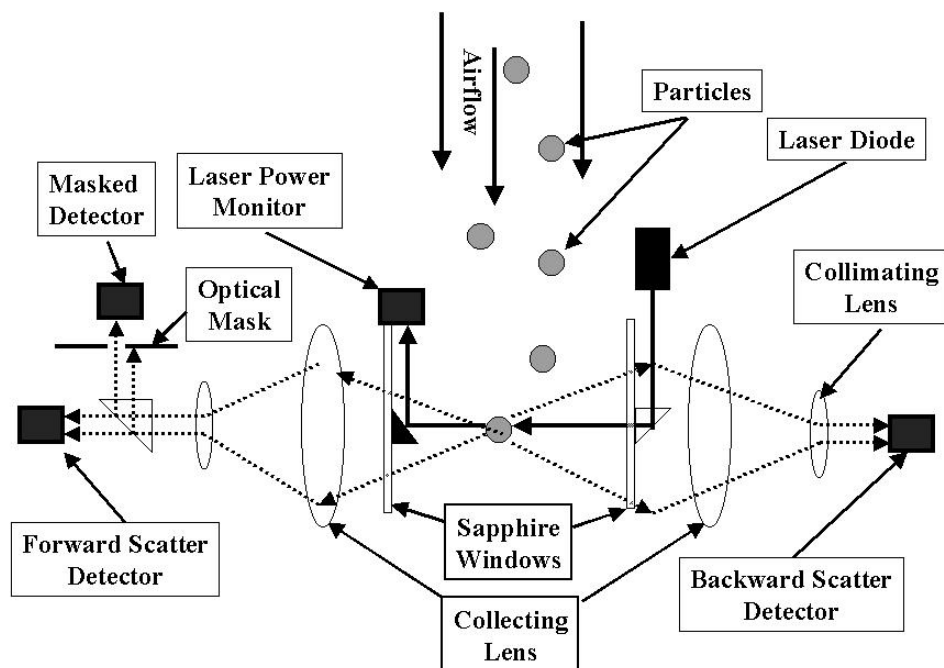 Airflow
Particles
Laser Diode
Masked
Detector
Laser Power
Monitor
Optical
Mask
Collimating
Lens
Forward Scatter
Detector
Sapphire
Windows
Backward Scatter
Detector
Collecting
Lens